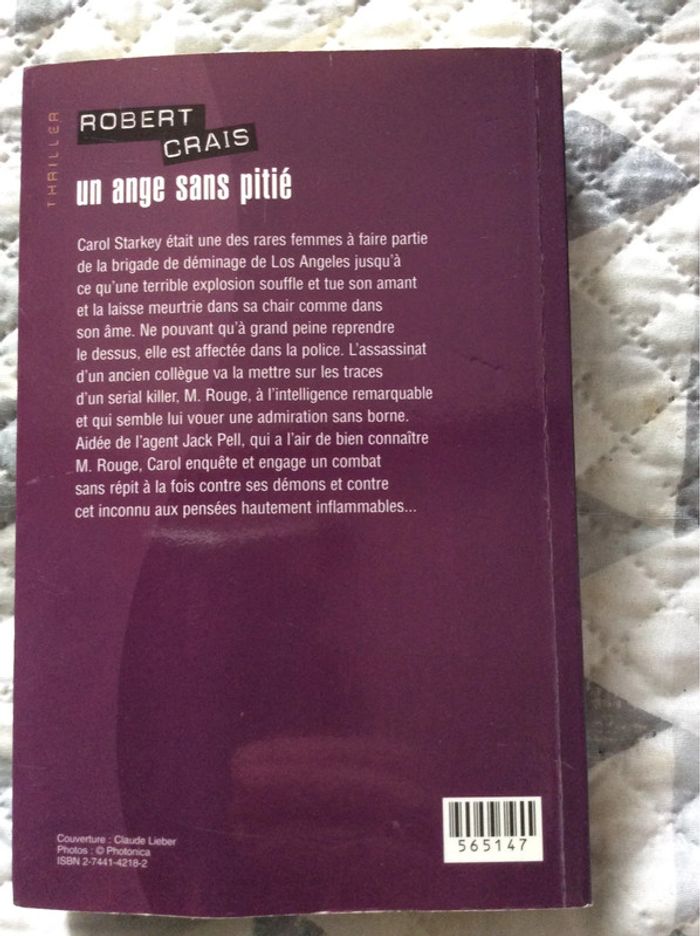 THRILLER
ROBERT
CRAIS
un ange sans pitié
Carol Starkey était une des rares femmes à faire partie
de la brigade de déminage de Los Angeles jusqu'à
ce qu'une terrible explosion souffle et tue son amant
et la laisse meurtrie dans sa chair comme dans
son âme. Ne pouvant qu'à grand peine reprendre
le dessus, elle est affectée dans la police. L'assassinat
d'un ancien collègue va la mettre sur les traces
d'un serial killer, M. Rouge, à l'intelligence remarquable
et qui semble lui vouer une admiration sans borne.
Aidée de l'agent Jack Pell, qui a l'air de bien connaître
M. Rouge, Carol enquête et engage un combat
sans répit à la fois contre ses démons et contre
cet inconnu aux pensées hautement inflammables...
Couverture : Claude Lieber
Photos : © Photonica
ISBN 2-7441-4218-2
565147